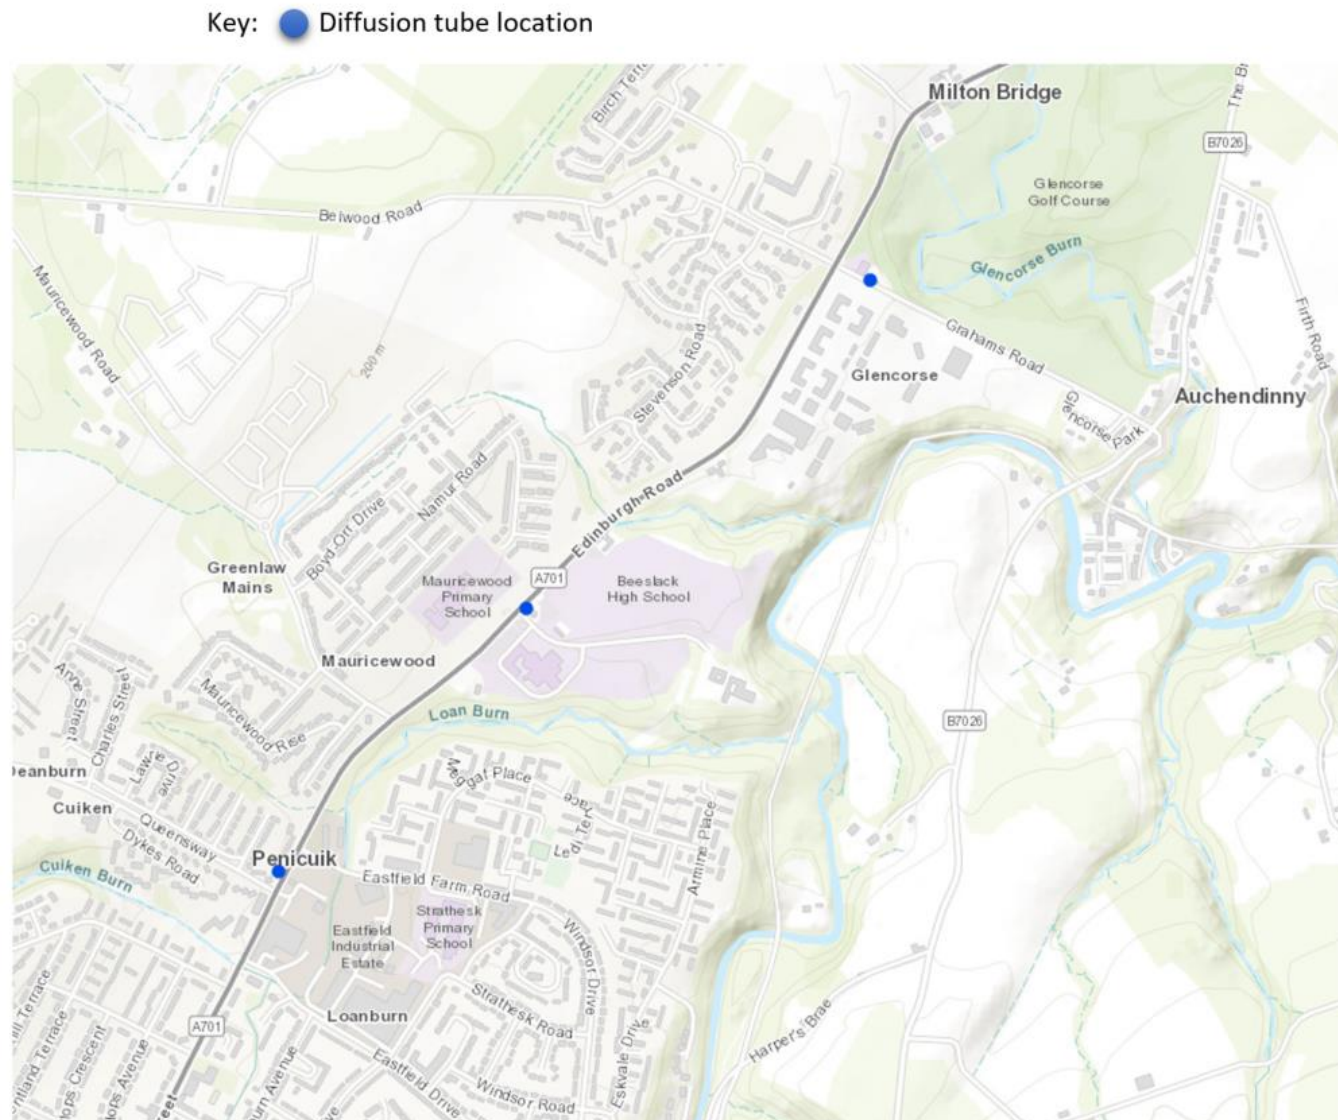 Key: Diffusion tube location
Milton Bridge
B7026
Glencorse
Golf Course
Belwood Road
Glencorse Burn
Mauricewood Road
Firth Road
Grahams Road
200 m
Stevenson Road
Glencorse
Auchendinny
Glencorse Park
Namur Road
Edinburgh Road
Boyd-Orr Drive
Greenlaw
Mains
Mauricewood
Primary
School
A701
Beeslack
High School
Mauricewood
Arne Street
Charles Street
Mauricewood Rise
Loan Burn
B7026
Lawrie Drive
Deanburn
Cuiken
Meggat Place
Ledi Terrace
Armine Place
Queensway
Dykes Road
Penicuik
Cuiken Burn
Eastfield Farm Road
Strathesk
Primary
School
Eastfield
Industrial
Estate
Windsor Drive
Strathesk Road
Loanburn
A701
Harper's Brae
Eskvale Drive
Eastfield Drive
Windsor Road